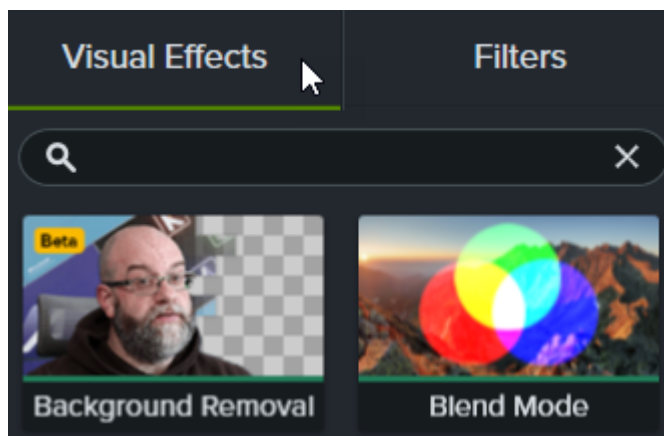 Visual Effects
Filters
Beta
Background Removal
Blend Mode